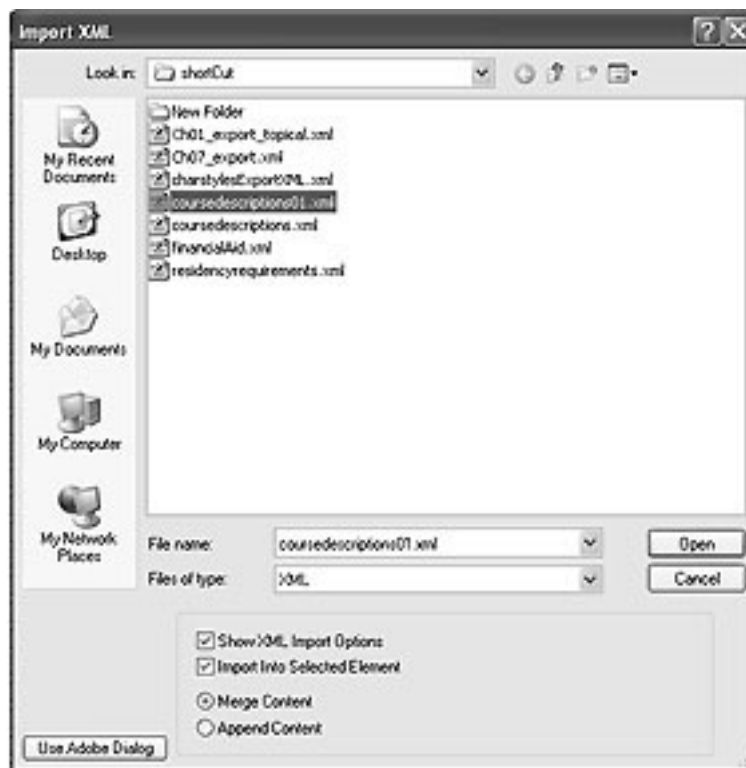 Import XML
Look in: shortCut
New Folder
Ch01_export_topical.xml
Ch07_export.xml
charstylesExportXML.xml
coursedescriptions01.xml
coursedescriptions.xml
financialAid.xml
residencyrequirements.xml
My Recent
Documents
Desktop
My Documents
My Computer
My Network
Places
File name: coursedescriptions01.xml Open
Files of type: XML Cancel
Show XML Import Options
Import Into Selected Element
Merge Content
Append Content
Use Adobe Dialog